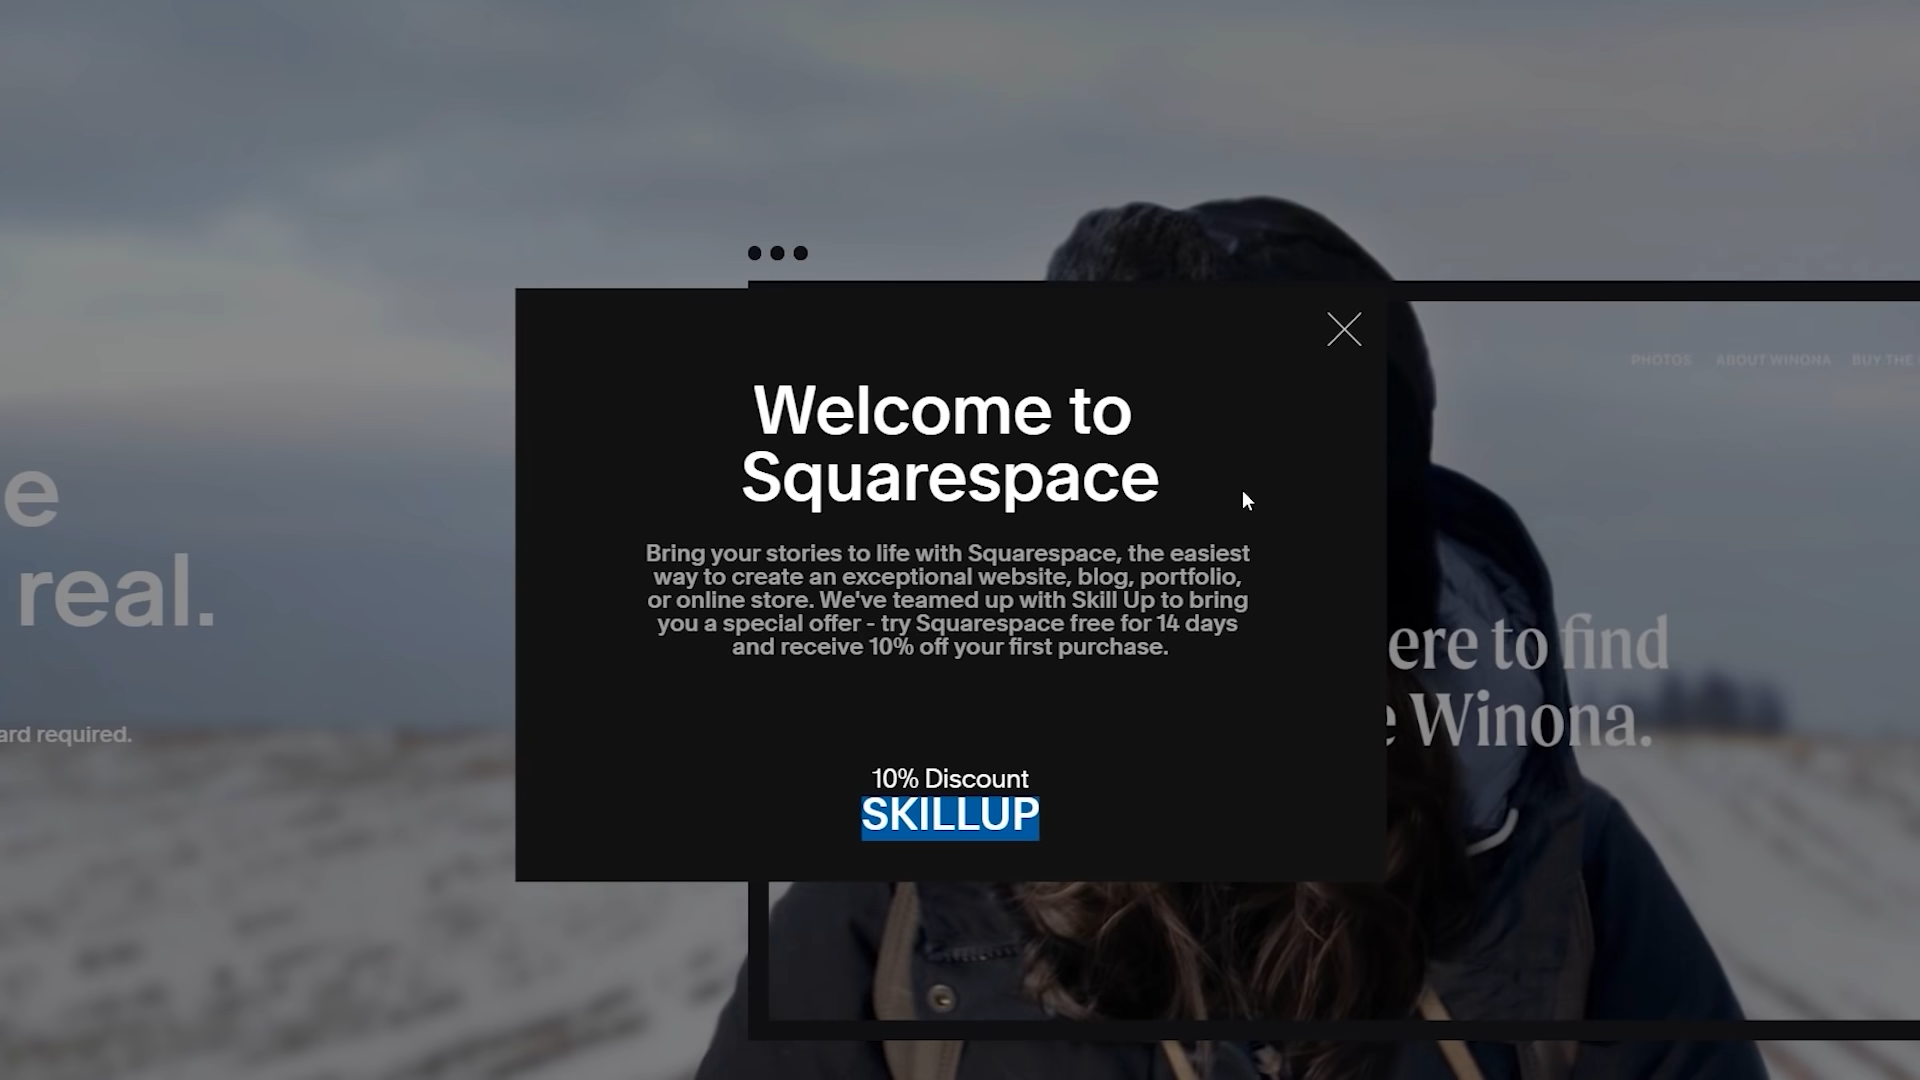 PHOTOS ABOUT WINONA BUY THE
Welcome to
Squarespace
e
real.
Bring your stories to life with Squarespace, the easiest
way to create an exceptional website, blog, portfolio,
or online store. We've teamed up with Skill Up to bring
you a special offer - try Squarespace free for 14 days
and receive 10% off your first purchase.
ere to find
e Winona.
ard required.
10% Discount
SKILLUP